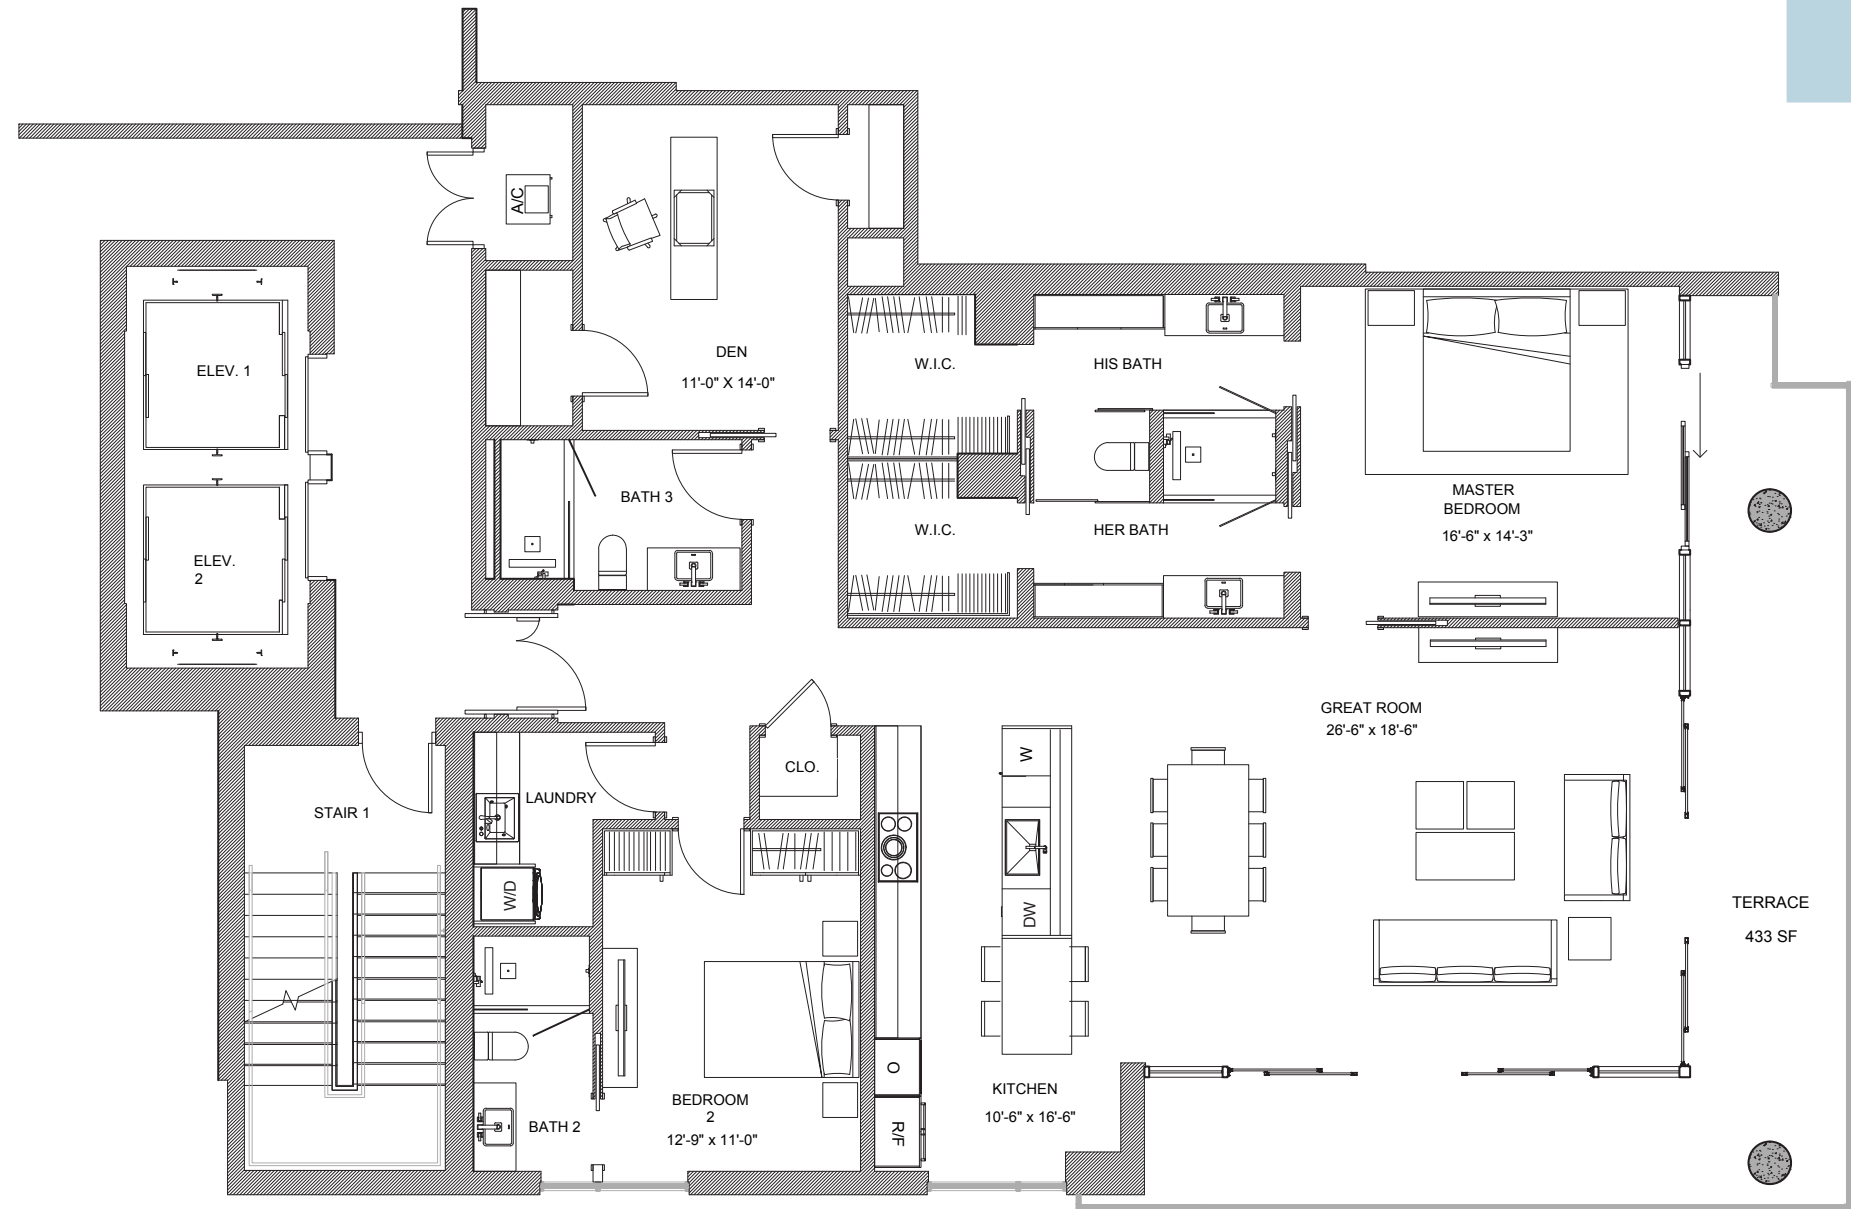 A/C
ELEV. 1
DEN
11'-0" X 14'-0"
W.I.C.
HIS BATH
BATH 3
MASTER
BEDROOM
16'-6" x 14'-3"
W.I.C.
HER BATH
ELEV.
2
GREAT ROOM
26'-6" x 18'-6"
CLO.
W
LAUNDRY
STAIR 1
W/D
DW
TERRACE
433 SF
O
KITCHEN
10'-6" x 16'-6"
BEDROOM
2
12'-9" x 11'-0"
BATH 2
R/F